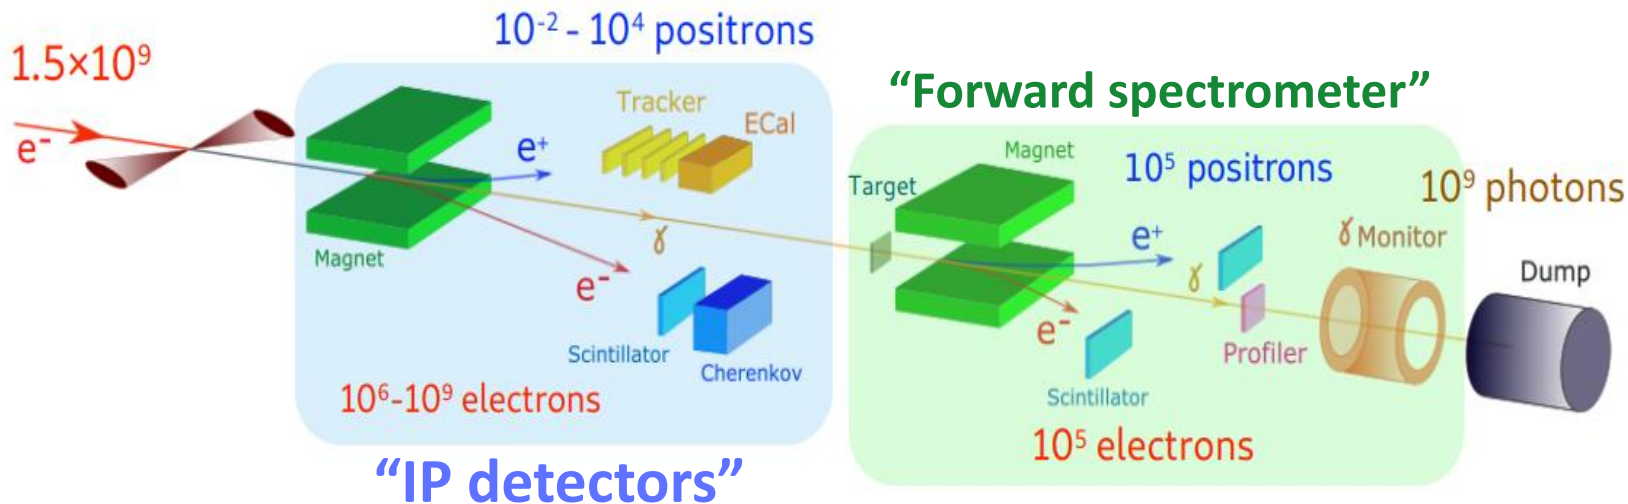 10⁻² - 10⁴ positrons
1.5×10⁹
e⁻
Tracker
ECal
e⁺
Magnet
γ
e⁻
Scintillator
Cherenkov
10⁶-10⁹ electrons
“IP detectors”
“Forward spectrometer”
Magnet
Target
10⁵ positrons
10⁹ photons
e⁺
γ
γ Monitor
Dump
e⁻
Profiler
Scintillator
10⁵ electrons